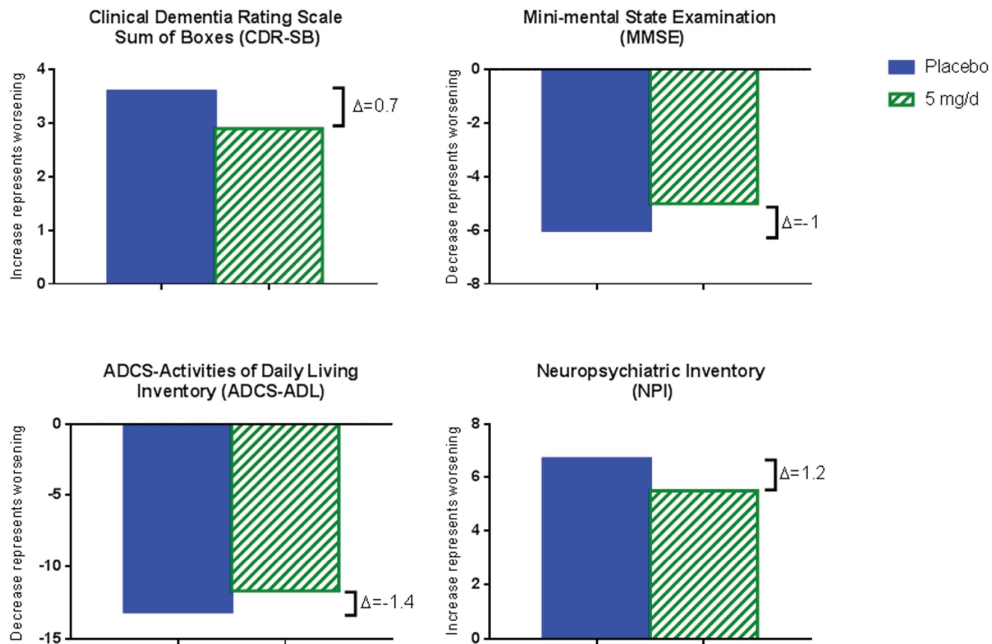 Clinical Dementia Rating Scale
Sum of Boxes (CDR-SB)
Increase represents worsening
4
3
2
1
0
Δ=0.7
Mini-mental State Examination
(MMSE)
Decrease represents worsening
0
-2
-4
-6
-8
Δ=-1
Placebo
5 mg/d
ADCS-Activities of Daily Living
Inventory (ADCS-ADL)
Decrease represents worsening
0
-5
-10
-15
Δ=-1.4
Neuropsychiatric Inventory
(NPI)
Increase represents worsening
8
6
4
2
0
Δ=1.2